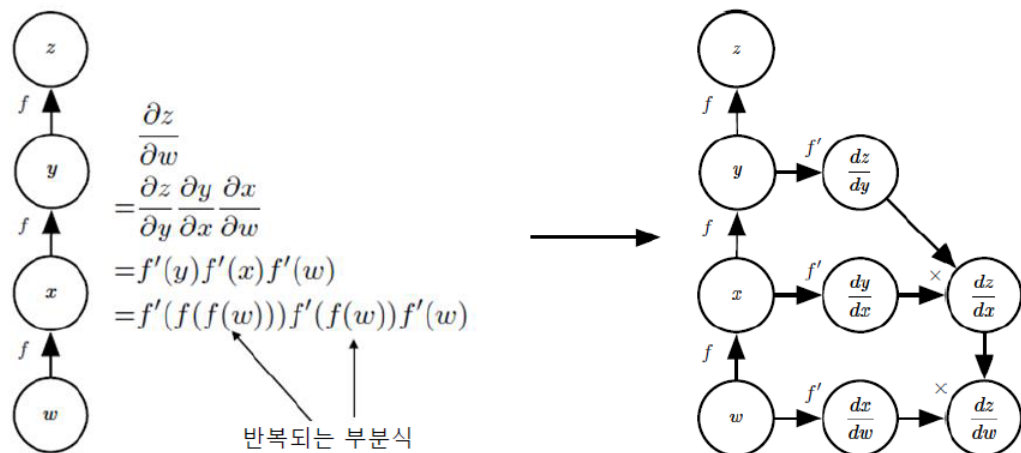 z
f
∂z/∂w
y
=∂z/∂y ∂y/∂x ∂x/∂w
f
=f′(y)f′(x)f′(w)
x
=f′(f(f(w)))f′(f(w))f′(w)
f
w
반복되는 부분식
z
f
y
f′
dz/dy
f
x
f′
dy/dx
×
dz/dx
f
w
f′
dx/dw
×
dz/dw